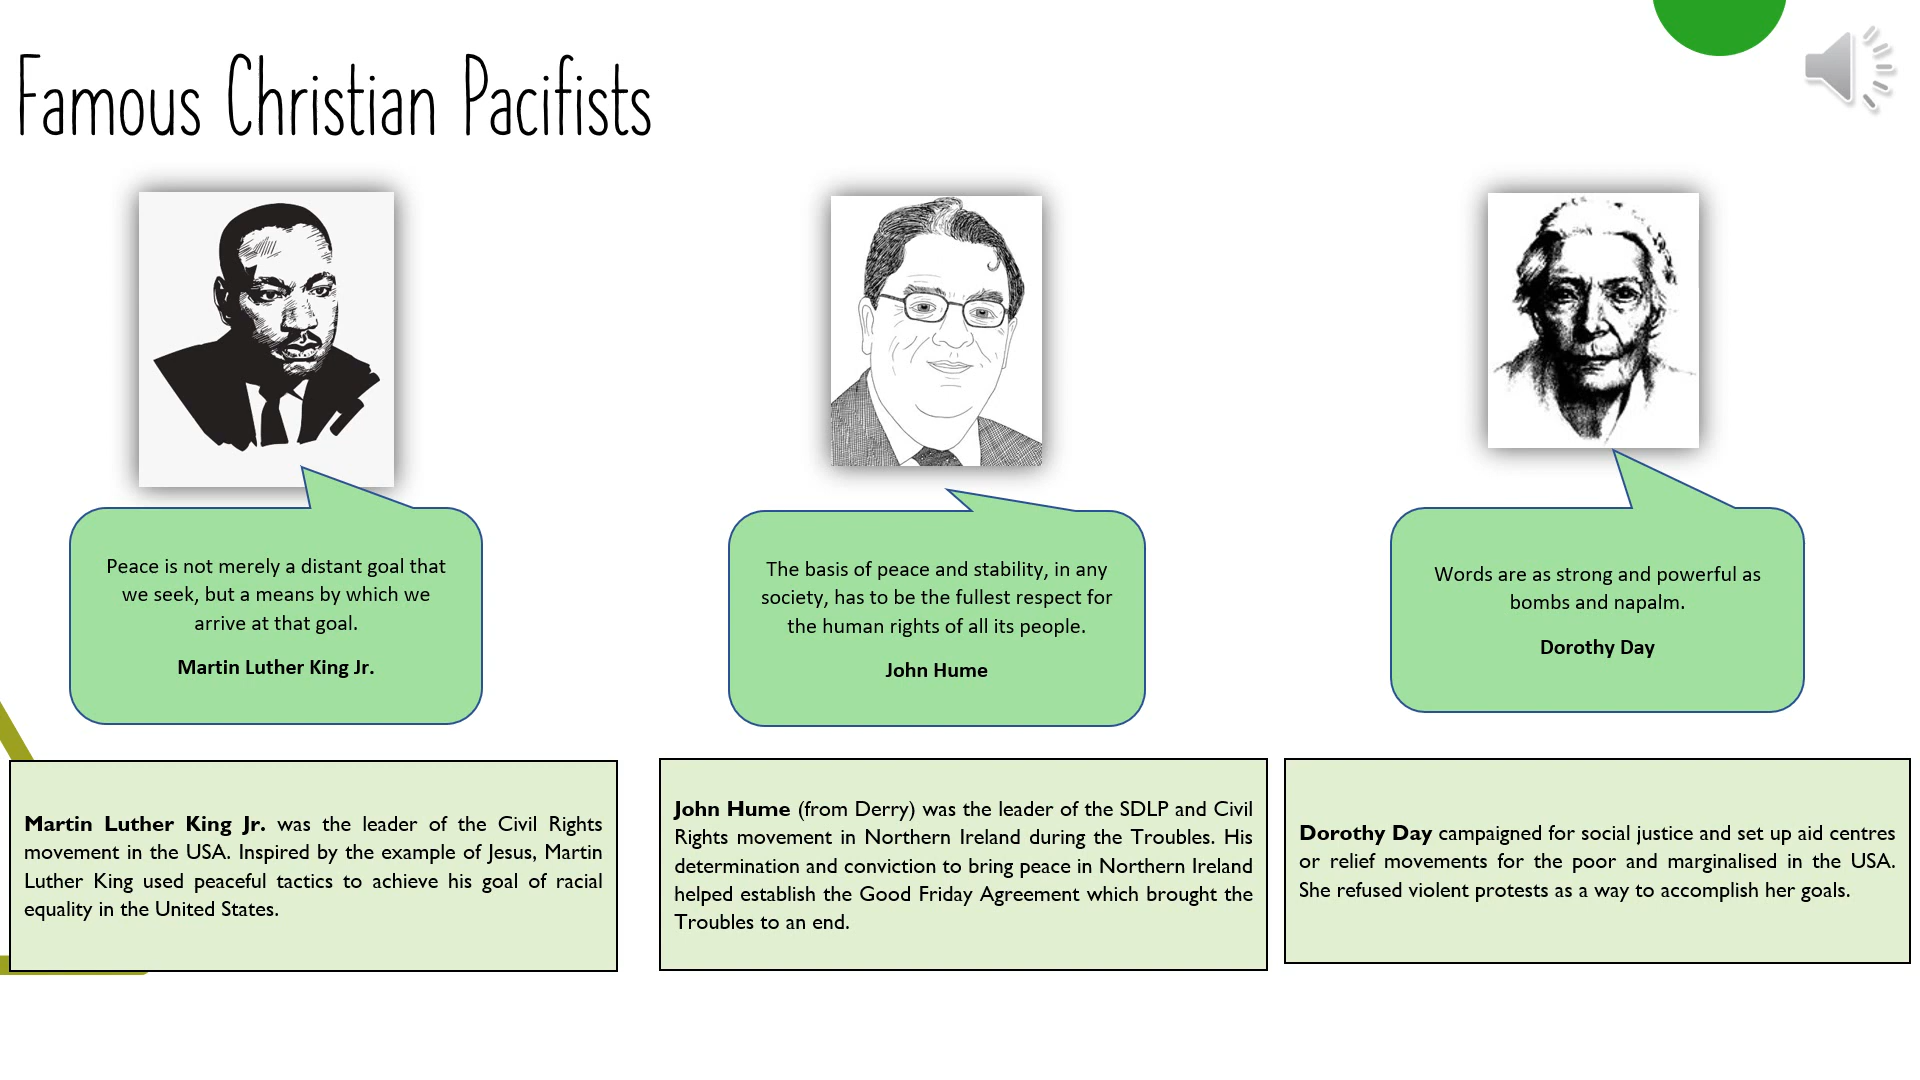 Famous Christian Pacifists
Peace is not merely a distant goal that
we seek, but a means by which we
arrive at that goal.
Martin Luther King Jr.
The basis of peace and stability, in any
society, has to be the fullest respect for
the human rights of all its people.
John Hume
Words are as strong and powerful as
bombs and napalm.
Dorothy Day
Martin Luther King Jr. was the leader of the Civil Rights
movement in the USA. Inspired by the example of Jesus, Martin
Luther King used peaceful tactics to achieve his goal of racial
equality in the United States.
John Hume (from Derry) was the leader of the SDLP and Civil
Rights movement in Northern Ireland during the Troubles. His
determination and conviction to bring peace in Northern Ireland
helped establish the Good Friday Agreement which brought the
Troubles to an end.
Dorothy Day campaigned for social justice and set up aid centres
or relief movements for the poor and marginalised in the USA.
She refused violent protests as a way to accomplish her goals.